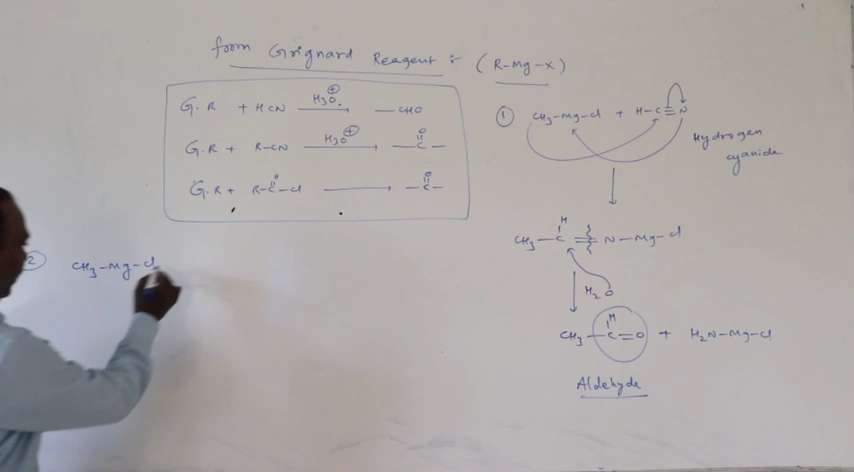 from Grignard Reagent :- (R-Mg-X)
G.R + HCN H₃O⊕ —CHO
G.R + R-CN H₃O⊕ —C— O
G.R + R-C-Cl O —C— O
① CH₃-Mg-Cl + H-C≡N
Hydrogen cyanide
H
CH₃-C=N-Mg-Cl
H₂O
H
CH₃-C=O + H₂N-Mg-Cl
Aldehyde
② CH₃-Mg-Cl